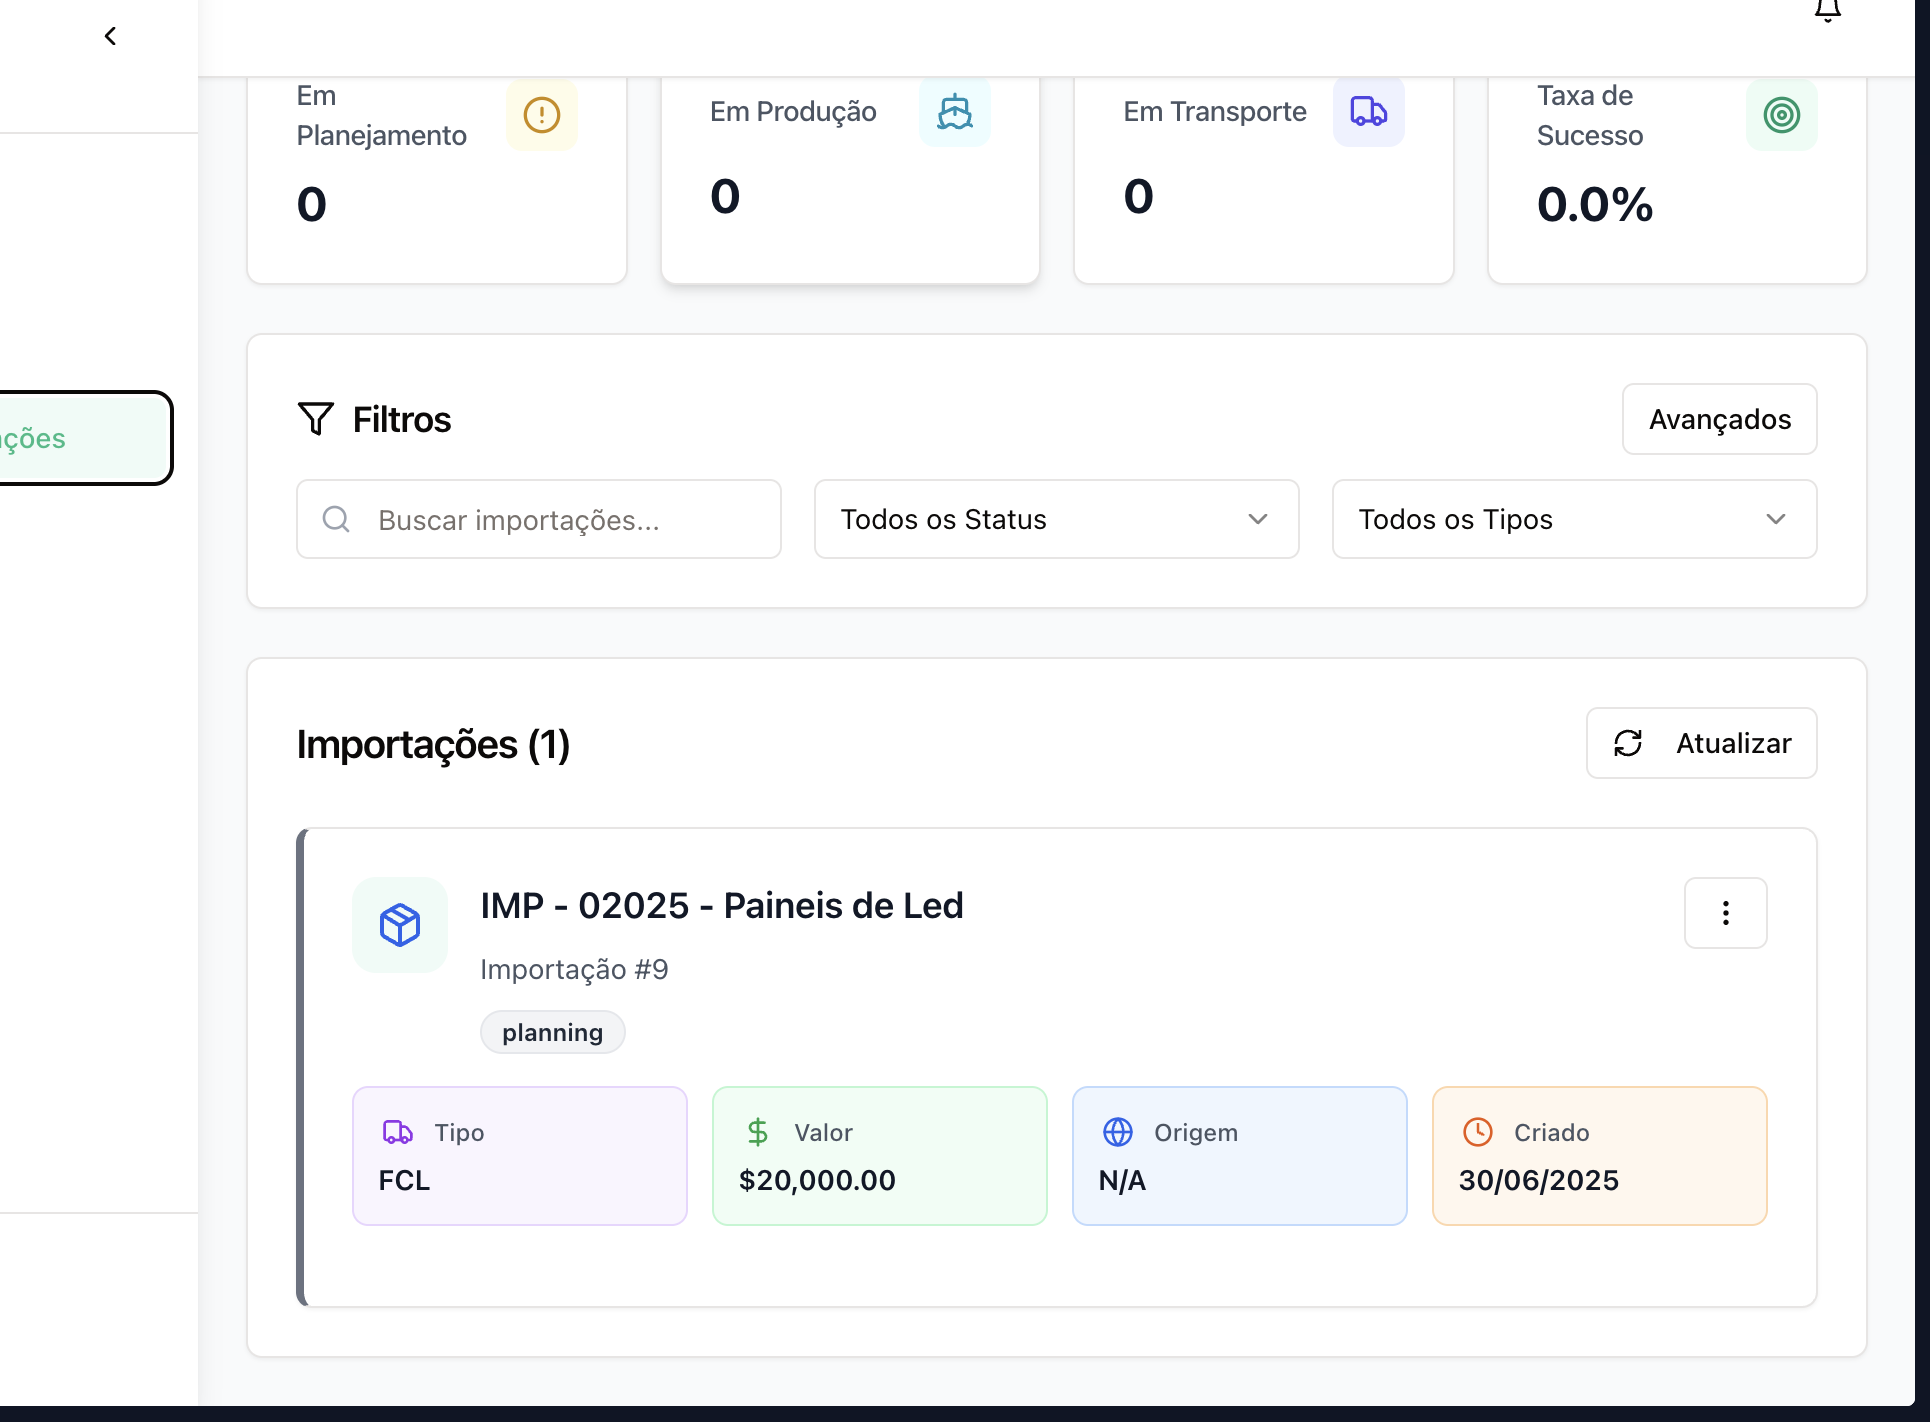 Em
Planejamento
0
Em Produção
0
Em Transporte
0
Taxa de
Sucesso
0.0%
ções
Filtros
Avançados
Buscar importações...
Todos os Status
Todos os Tipos
Importações (1)
Atualizar
IMP - 02025 - Paineis de Led
Importação #9
planning
Tipo
FCL
Valor
$20,000.00
Origem
N/A
Criado
30/06/2025